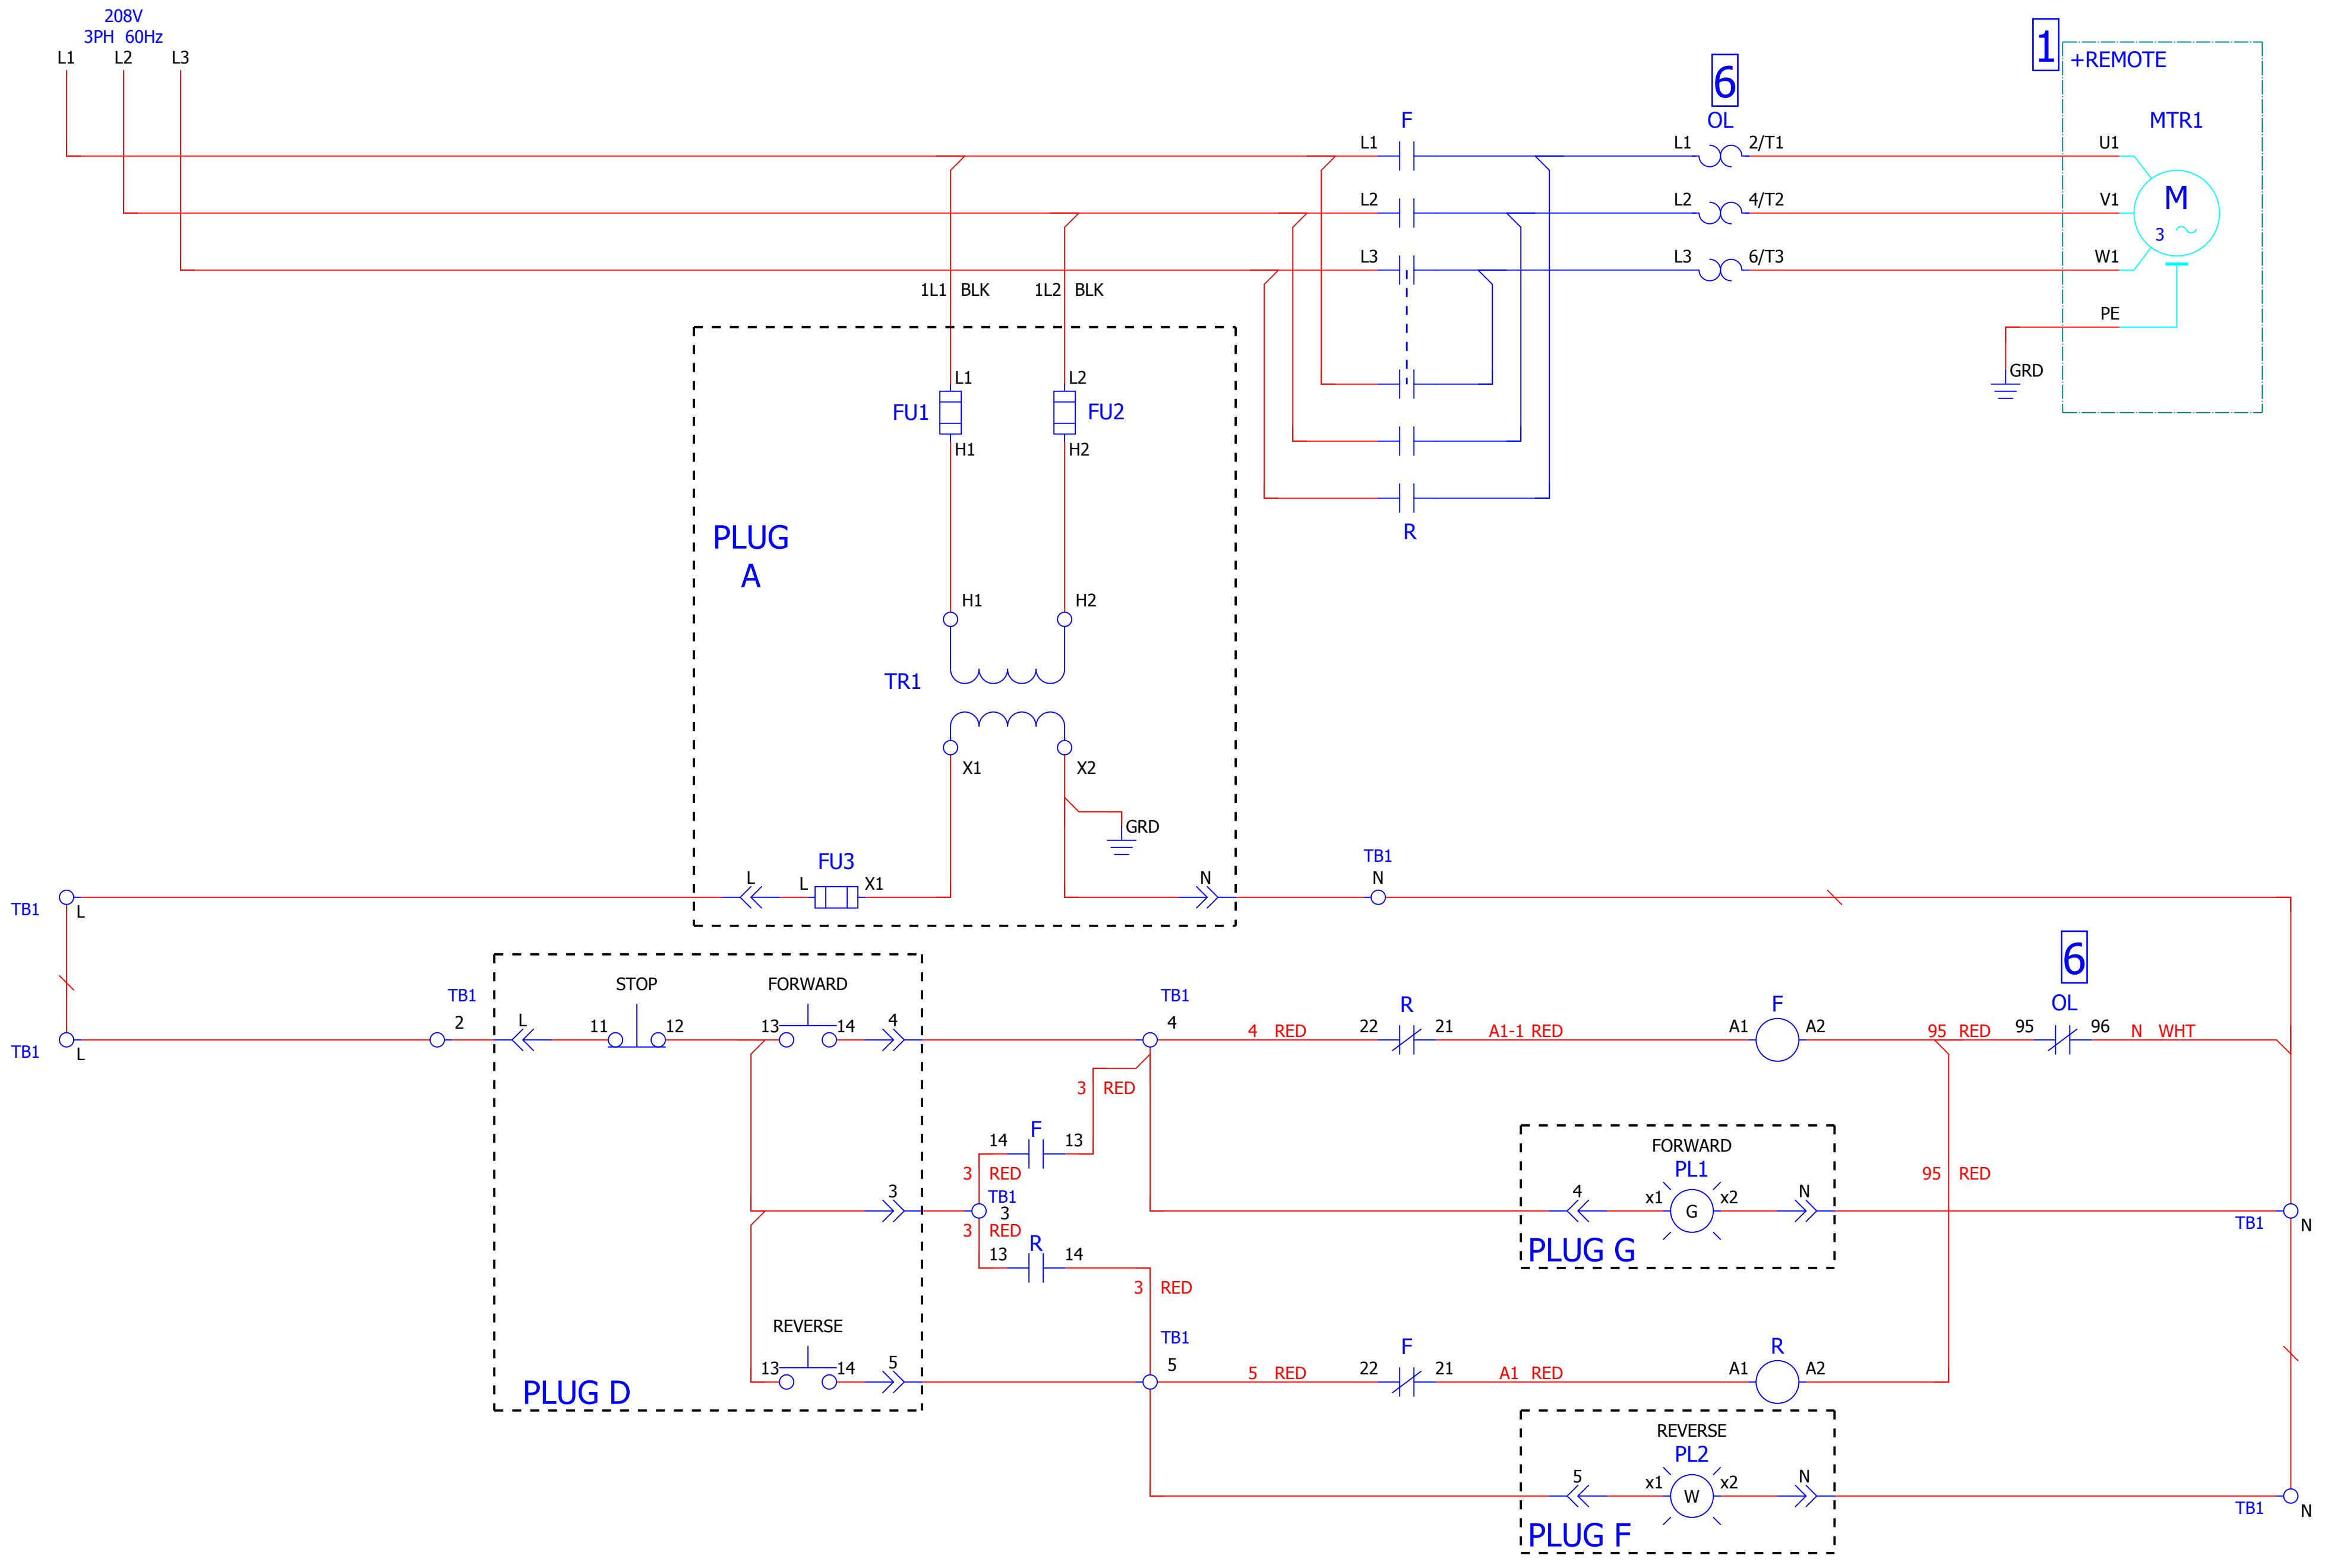 208V
3PH 60Hz
L1 L2 L3
1 +REMOTE
6
F OL MTR1
L1 L1 2/T1 U1
L2 L2 4/T2 V1 M
3
L3 L3 6/T3 W1
1L1 BLK 1L2 BLK
PE
GRD
L1 L2
FU1 FU2
H1 H2
R
PLUG
A
H1 H2
TR1
X1 X2
GRD
FU3 TB1
L L X1 N N
TB1 L
6
STOP FORWARD
TB1 TB1 R F OL
2 L 11 12 13 14 4 4
4 RED 22 21 A1-1 RED A1 A2 95 RED 95 96 N WHT
TB1 L
3 RED
F
14 13
FORWARD
3 RED PL1 95 RED
3 TB1 4 x1 x2 N
3 G
3 RED TB1 N
R PLUG G
13 14
3 RED
REVERSE TB1 F R
13 14 5 5
5 RED 22 21 A1 RED A1 A2
PLUG D
REVERSE
PL2
5 x1 x2 N
W
TB1 N
PLUG F